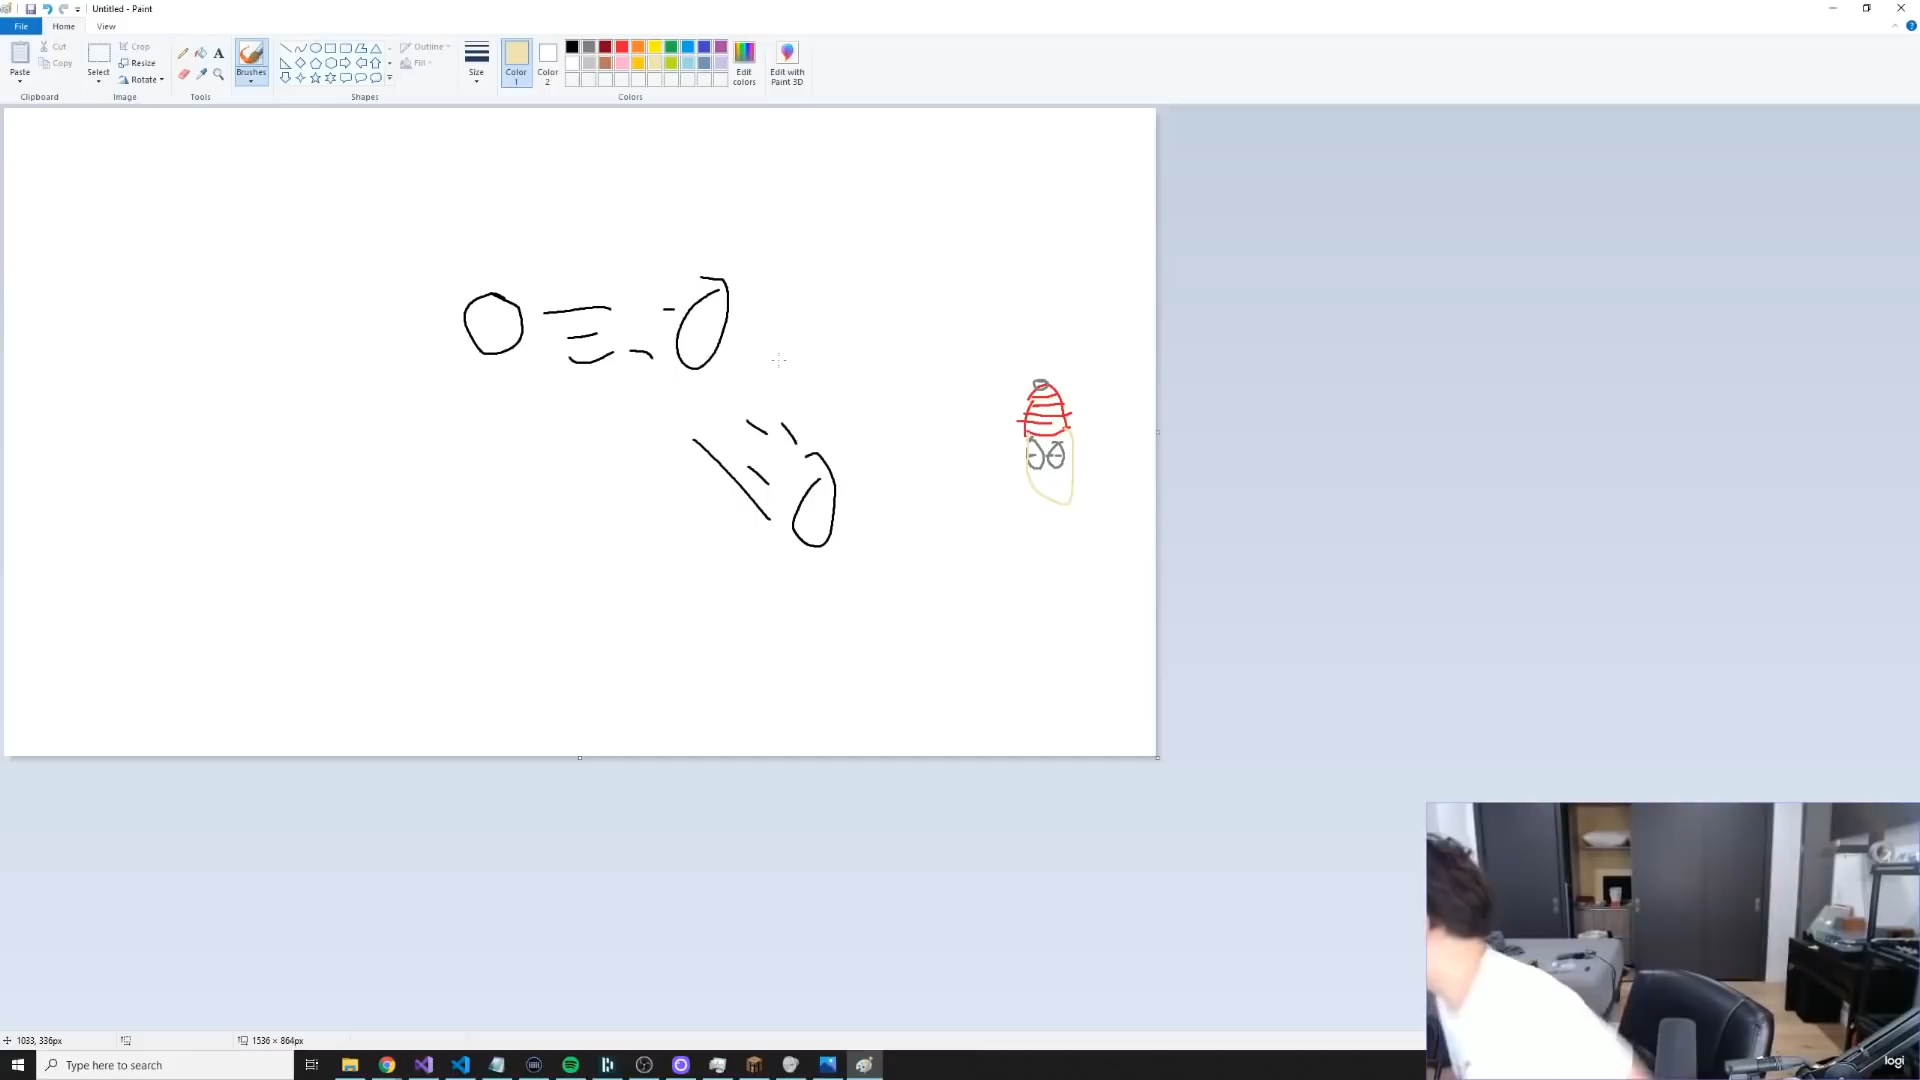 Untitled - Paint
File Home View
Paste
Cut
Copy
Select
Crop
Resize
Rotate
Brushes
Outline
Fill
Size
Color 1
Color 2
Edit colors
Edit with Paint 3D
Clipboard Image Tools Shapes Colors
1033, 336px 1536 × 864px
Type here to search
logi